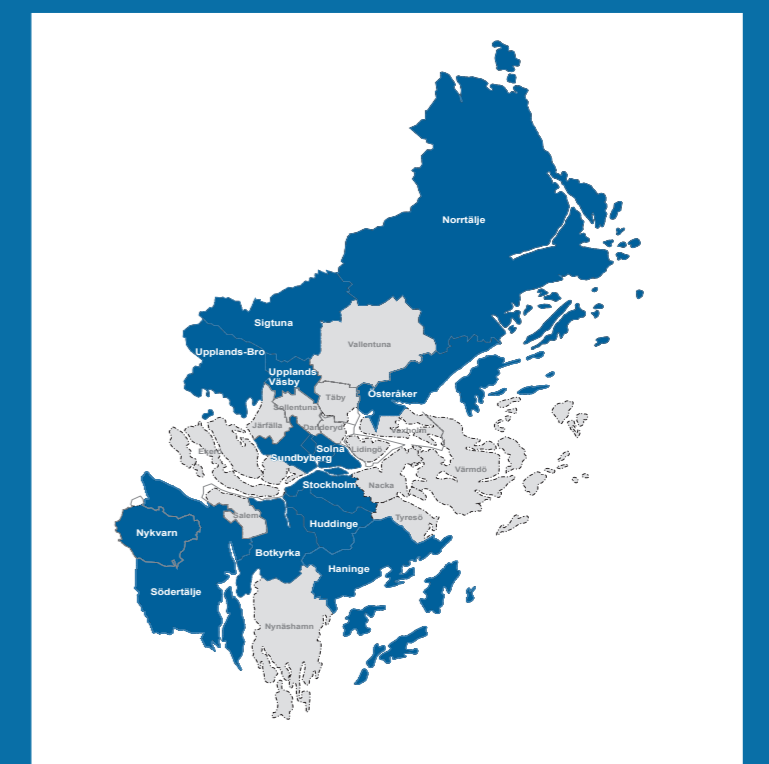 Norrtälje
Sigtuna
Vallentuna
Upplands-Bro
Upplands
Väsby
Österåker
Täby
Sollentuna
Järfälla
Danderyd
Vaxholm
Ekerö
Solna
Lidingö
Sundbyberg
Värmdö
Stockholm
Nacka
Salem
Tyresö
Huddinge
Nykvarn
Botkyrka
Haninge
Södertälje
Nynäshamn